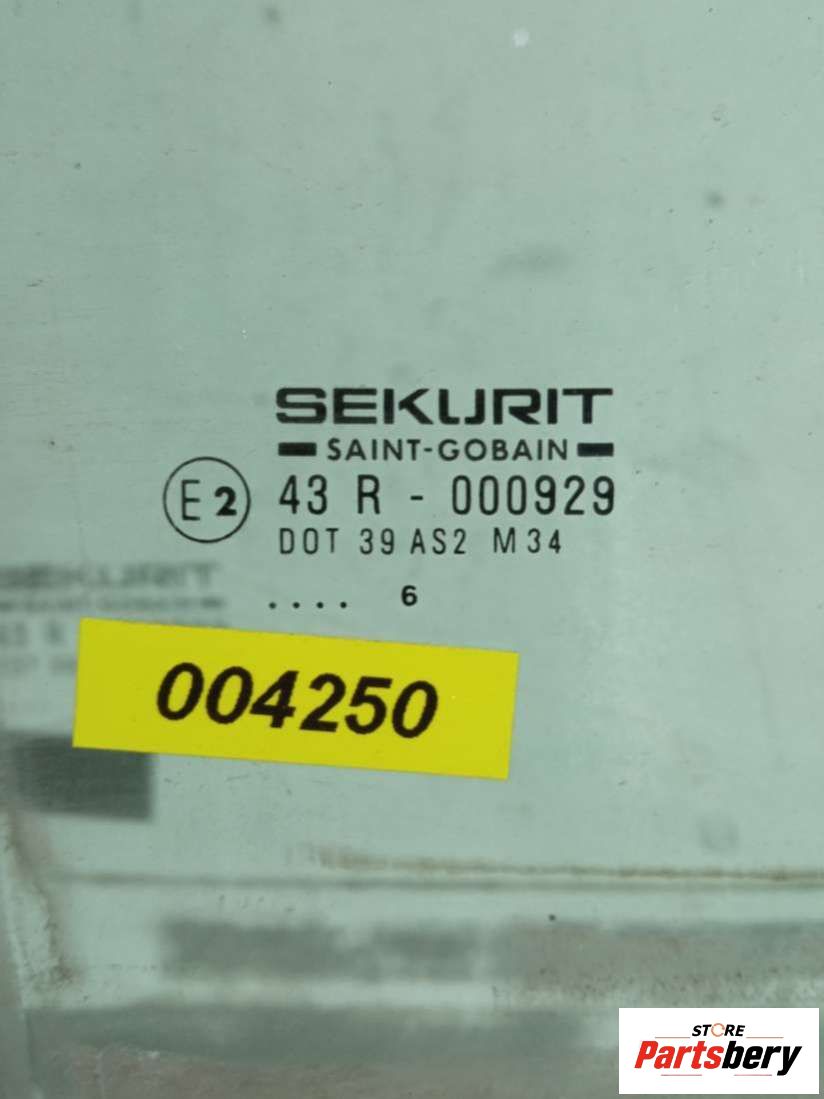 SEKURIT
SAINT-GOBAIN
E2 43 R - 000929
DOT 39 AS2 M34
.... 6
004250
STORE
Partsbery